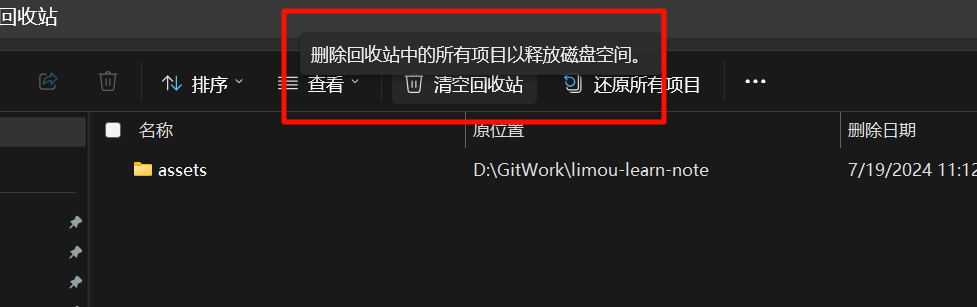 回收站
删除回收站中的所有项目以释放磁盘空间。
排序 查看 清空回收站 还原所有项目 ···
名称 原位置 删除日期
assets D:\GitWork\limou-learn-note 7/19/2024 11:12